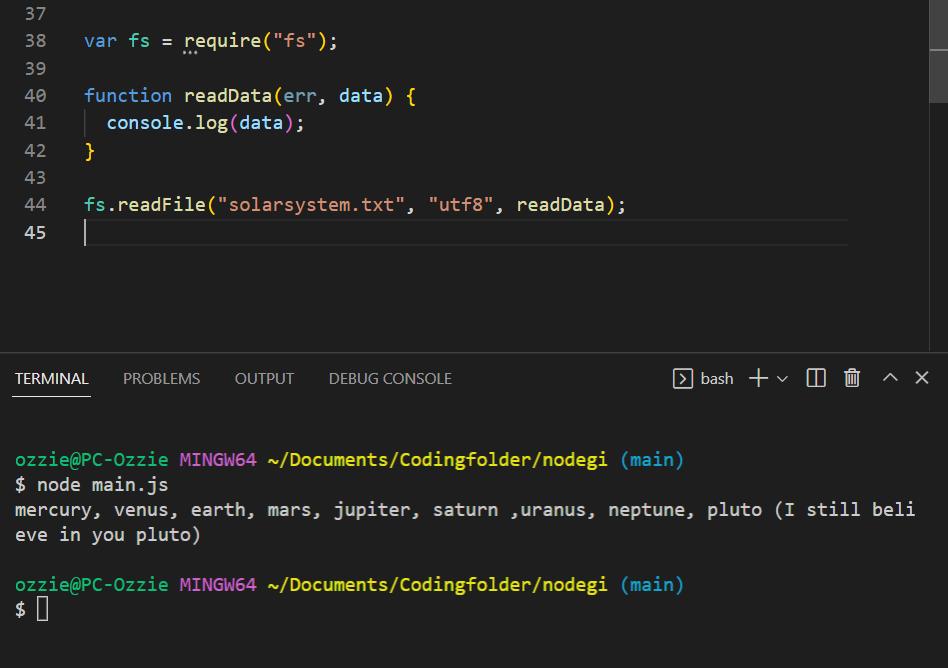 37
38 var fs = require("fs");
39
40 function readData(err, data) {
41 console.log(data);
42 }
43
44 fs.readFile("solarsystem.txt", "utf8", readData);
45
TERMINAL PROBLEMS OUTPUT DEBUG CONSOLE bash
ozzie@PC-Ozzie MINGW64 ~/Documents/Codingfolder/nodegi (main)
$ node main.js
mercury, venus, earth, mars, jupiter, saturn ,uranus, neptune, pluto (I still beli
eve in you pluto)
ozzie@PC-Ozzie MINGW64 ~/Documents/Codingfolder/nodegi (main)
$